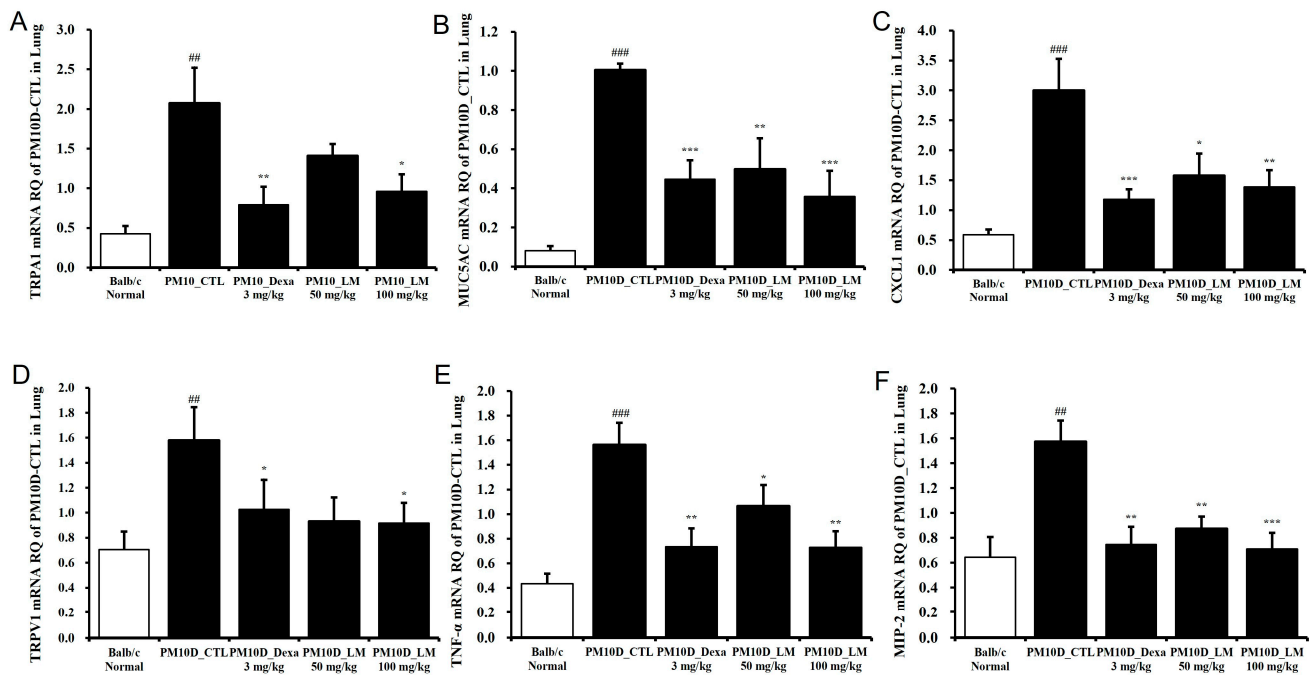 A
TRPA1 mRNA RQ of PM10D-CTL in Lung
3.0
2.5
2.0
1.5
1.0
0.5
0.0
##
**
*
Balb/c
Normal
PM10_CTL
PM10_Dexa
3 mg/kg
PM10_LM
50 mg/kg
PM10_LM
100 mg/kg
B
MUC5AC mRNA RQ of PM10D_CTL in Lung
1.2
1.0
0.8
0.6
0.4
0.2
0.0
###
***
**
***
Balb/c
Normal
PM10D_CTL
PM10D_Dexa
3 mg/kg
PM10D_LM
50 mg/kg
PM10D_LM
100 mg/kg
C
CXCL1 mRNA RQ of PM10D-CTL in Lung
4.0
3.5
3.0
2.5
2.0
1.5
1.0
0.5
0.0
###
***
*
**
Balb/c
Normal
PM10D_CTL
PM10D_Dexa
3 mg/kg
PM10D_LM
50 mg/kg
PM10D_LM
100 mg/kg
D
TRPV1 mRNA RQ of PM10D-CTL in Lung
2.0
1.8
1.6
1.4
1.2
1.0
0.8
0.6
0.4
0.2
0.0
##
*
*
Balb/c
Normal
PM10D_CTL
PM10D_Dexa
3 mg/kg
PM10D_LM
50 mg/kg
PM10D_LM
100 mg/kg
E
TNF-α mRNA RQ of PM10D-CTL in Lung
2.0
1.8
1.6
1.4
1.2
1.0
0.8
0.6
0.4
0.2
0.0
###
**
*
**
Balb/c
Normal
PM10D_CTL
PM10D_Dexa
3 mg/kg
PM10D_LM
50 mg/kg
PM10D_LM
100 mg/kg
F
MIP-2 mRNA RQ of PM10D_CTL in Lung
2.0
1.8
1.6
1.4
1.2
1.0
0.8
0.6
0.4
0.2
0.0
##
**
**
***
Balb/c
Normal
PM10D_CTL
PM10D_Dexa
3 mg/kg
PM10D_LM
50 mg/kg
PM10D_LM
100 mg/kg